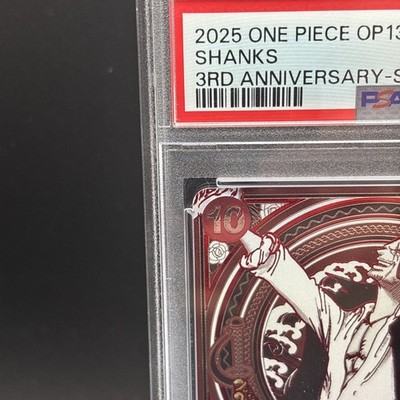 2025 ONE PIECE OP13
SHANKS
3RD ANNIVERSARY-S
PSA
10